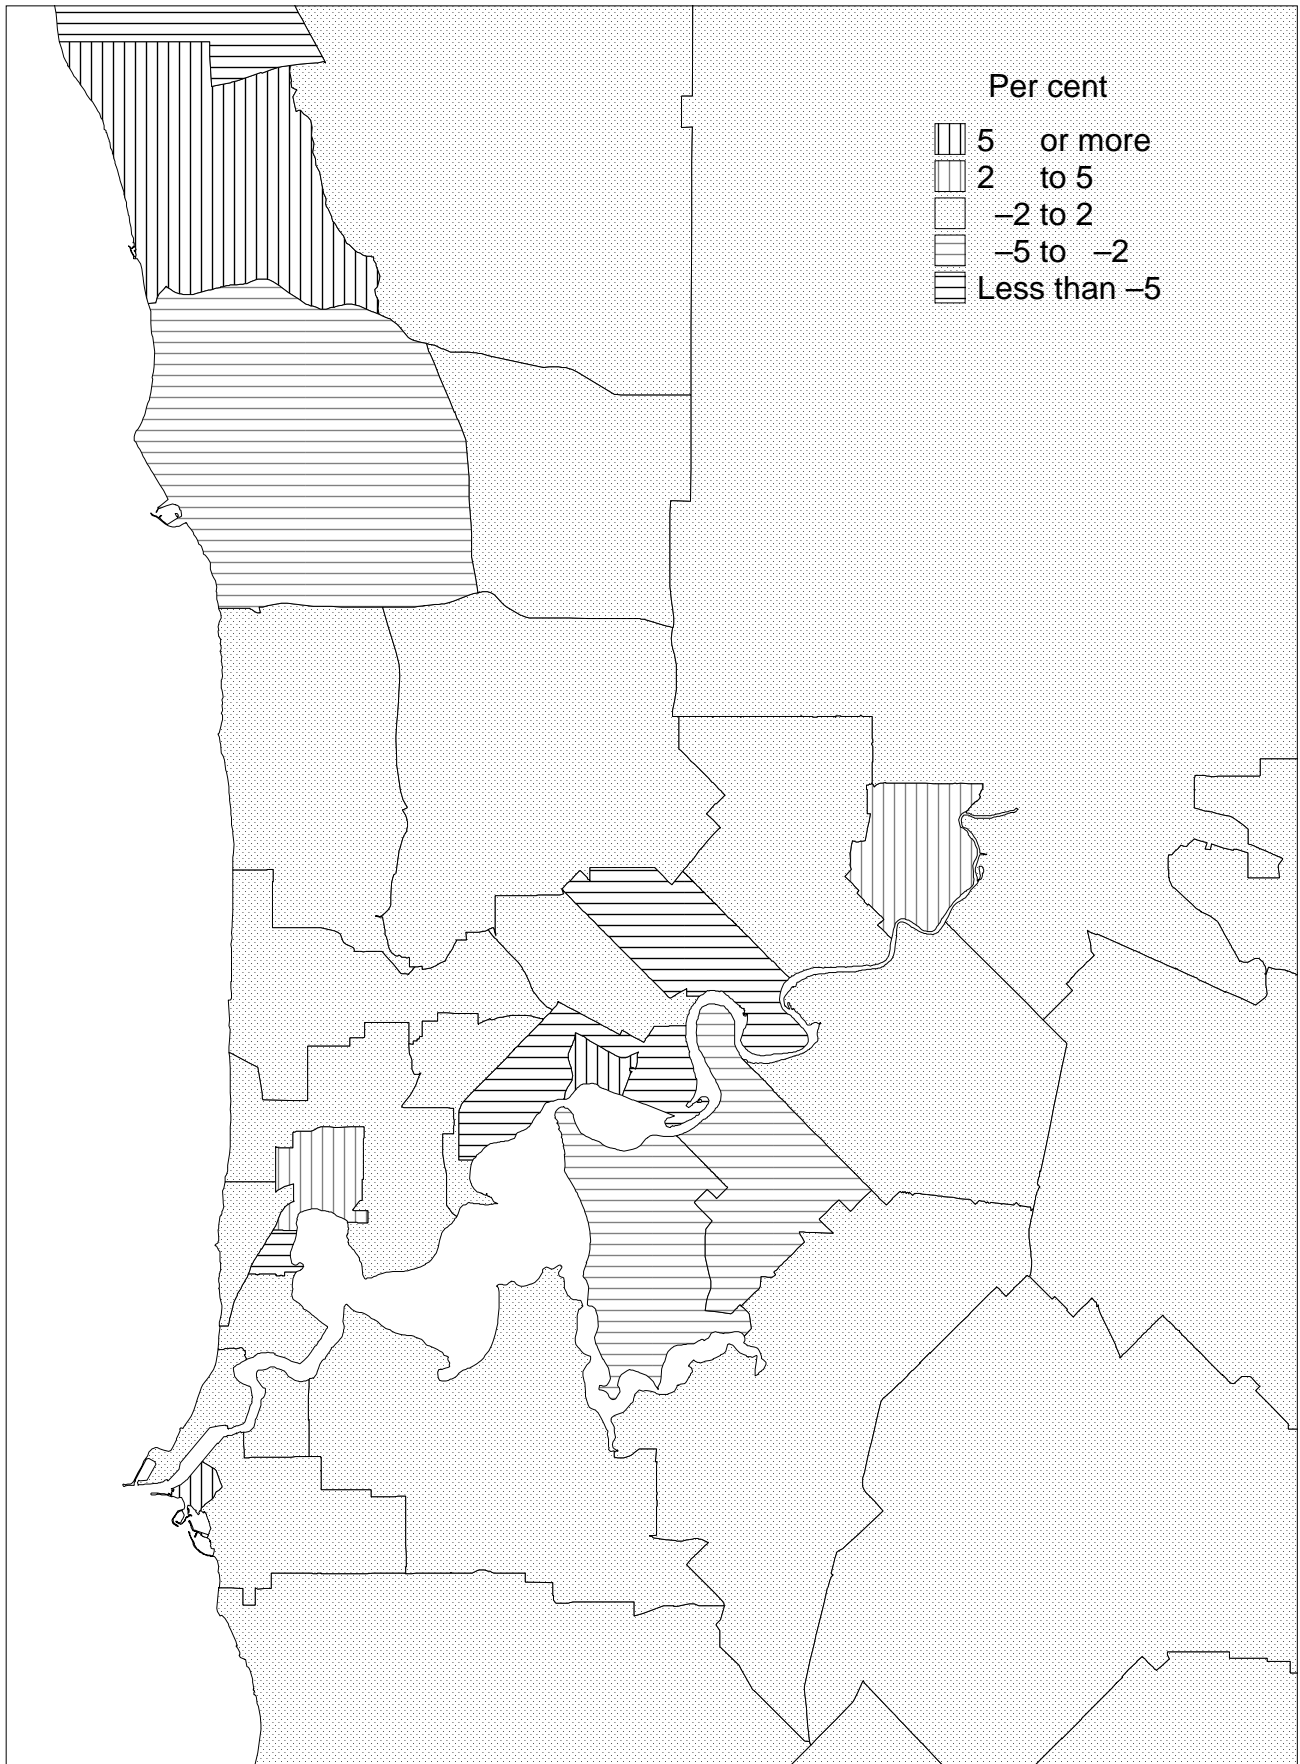 Per cent
5 or more
2 to 5
–2 to 2
–5 to –2
Less than –5